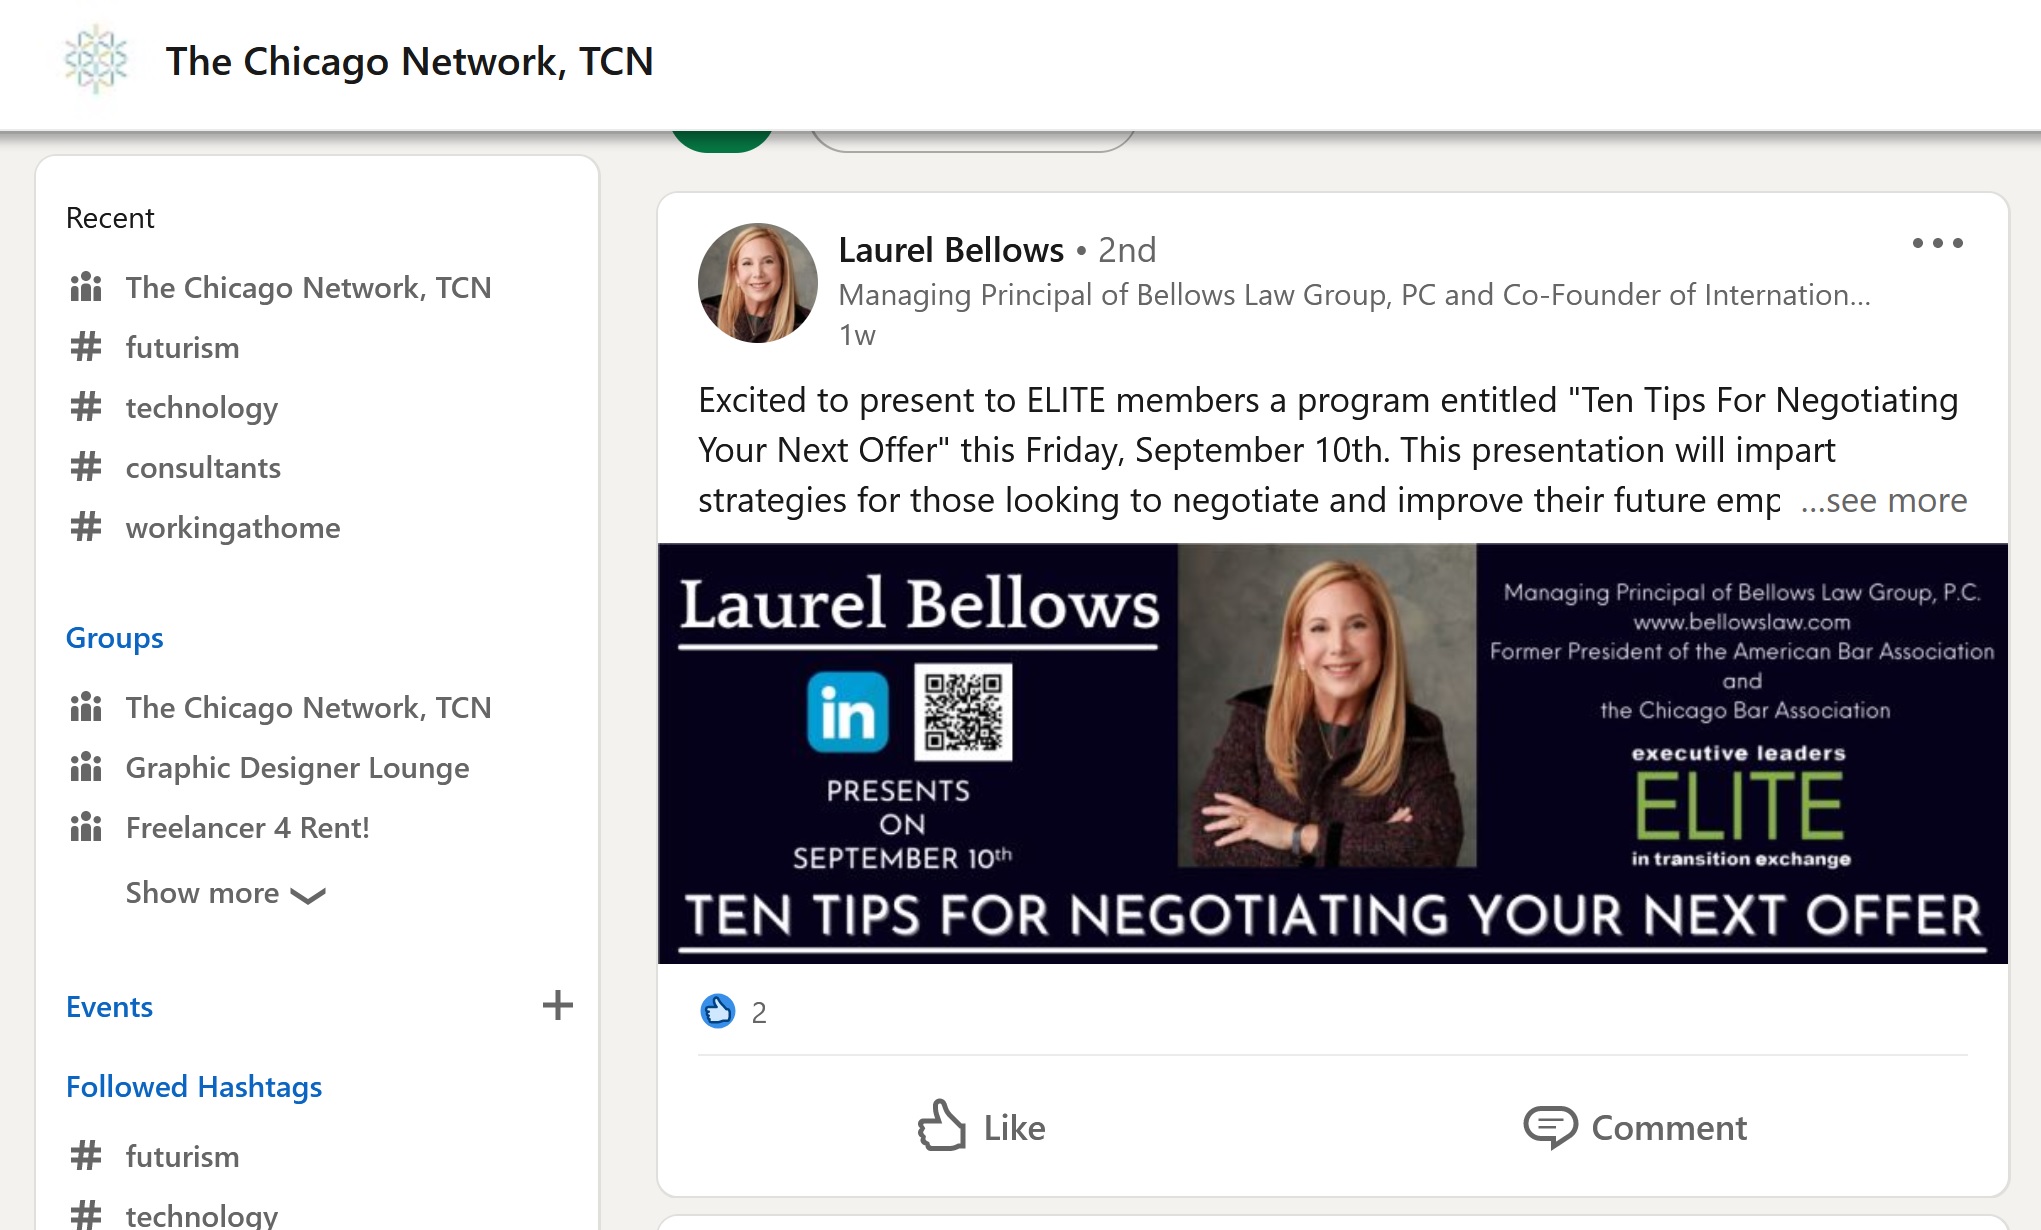 The Chicago Network, TCN
Recent
The Chicago Network, TCN
# futurism
# technology
# consultants
# workingathome
Groups
The Chicago Network, TCN
Graphic Designer Lounge
Freelancer 4 Rent!
Show more
Events
Followed Hashtags
# futurism
# technology
Laurel Bellows • 2nd
Managing Principal of Bellows Law Group, PC and Co-Founder of Internation...
1w
Excited to present to ELITE members a program entitled "Ten Tips For Negotiating
Your Next Offer" this Friday, September 10th. This presentation will impart
strategies for those looking to negotiate and improve their future emp ...see more
Laurel Bellows
in
PRESENTS
ON
SEPTEMBER 10th
Managing Principal of Bellows Law Group, P.C.
www.bellowslaw.com
Former President of the American Bar Association
and
the Chicago Bar Association
executive leaders
ELITE
in transition exchange
TEN TIPS FOR NEGOTIATING YOUR NEXT OFFER
2
Like
Comment